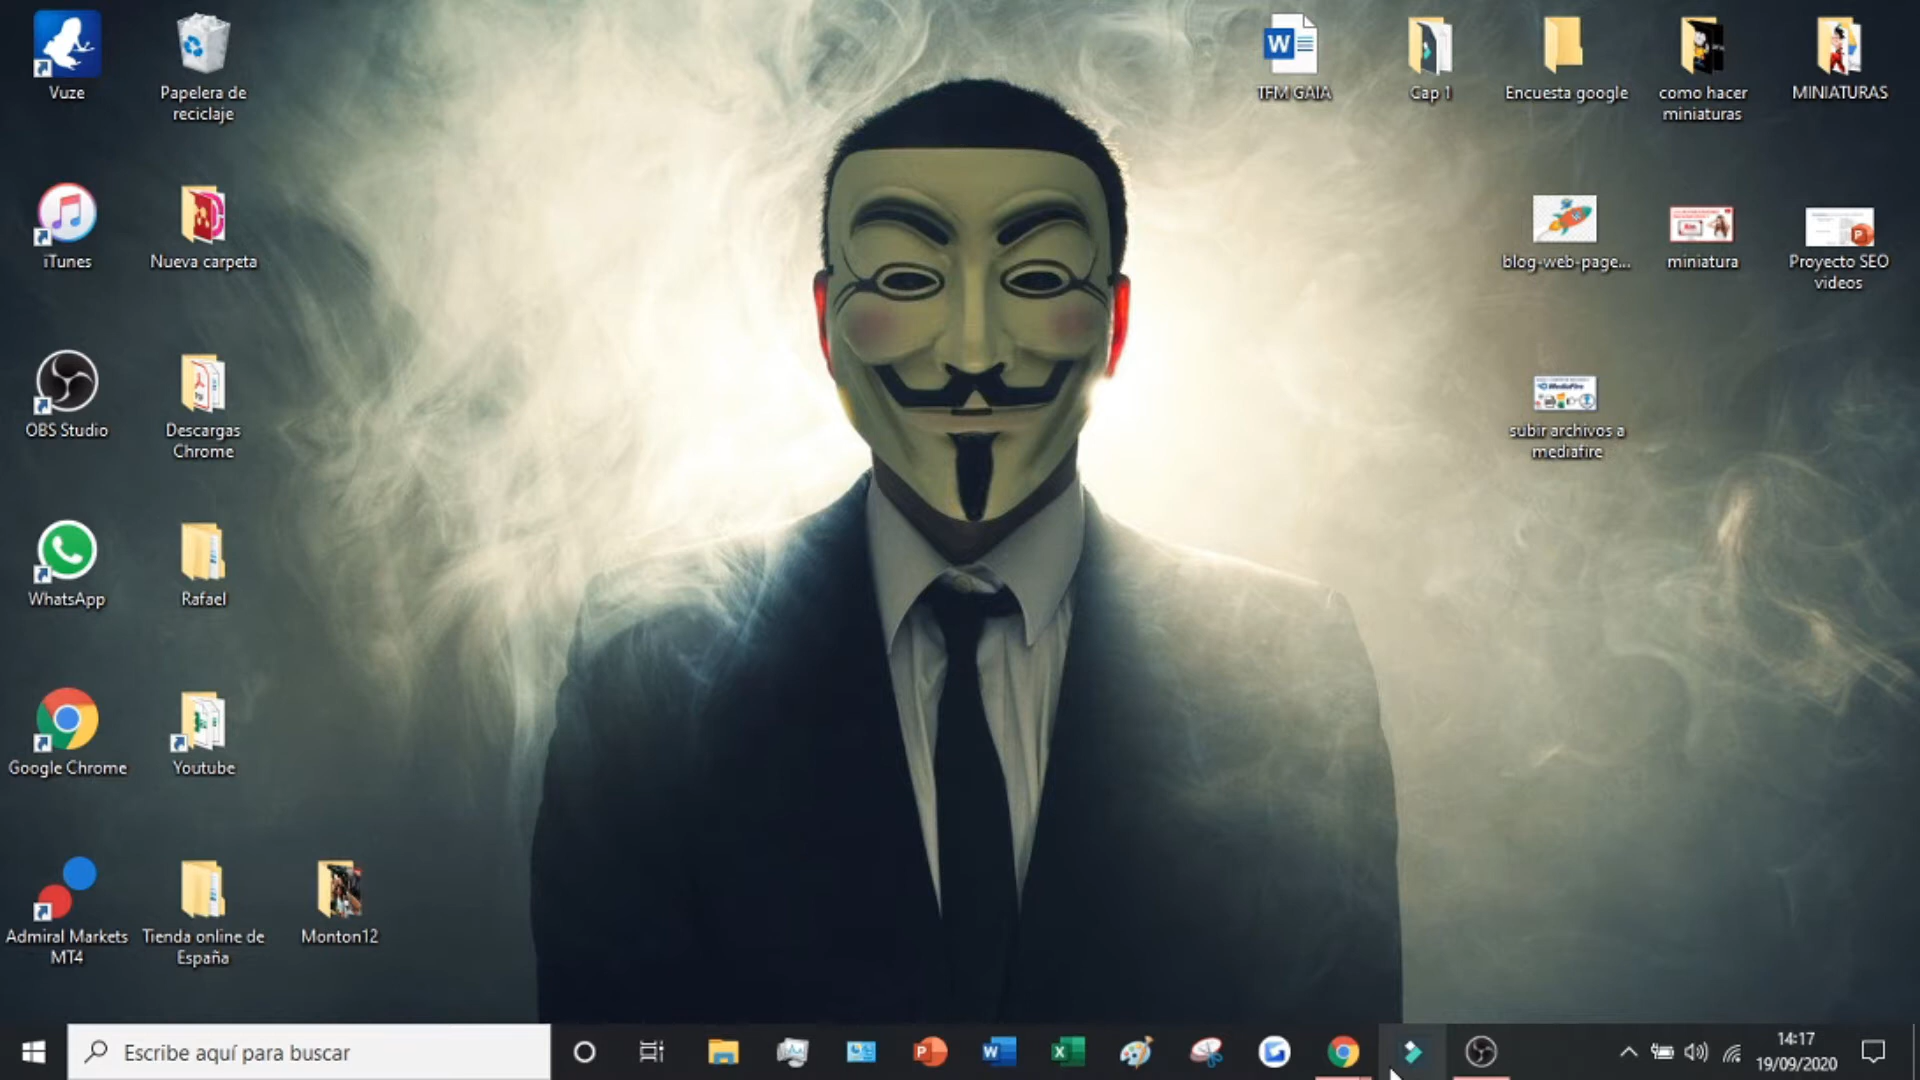 Vuze
Papelera de
reciclaje
TFM GAIA
Cap 1
Encuesta google
como hacer
miniaturas
MINIATURAS
iTunes
Nueva carpeta
blog-web-page...
miniatura
Proyecto SEO
videos
OBS Studio
Descargas
Chrome
subir archivos a
mediafire
WhatsApp
Rafael
Google Chrome
Youtube
Admiral Markets
MT4
Tienda online de
España
Monton12
Escribe aquí para buscar
14:17
19/09/2020